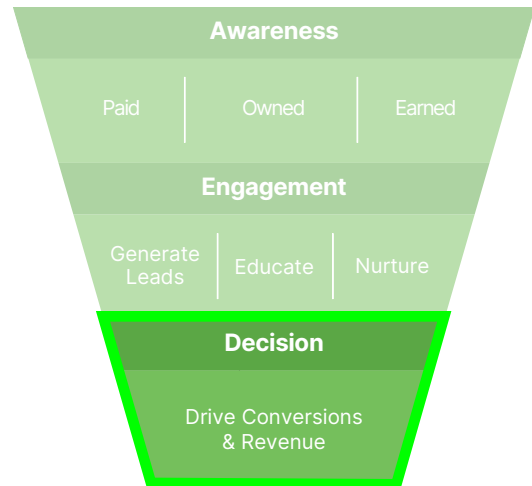 Awareness
Paid Owned Earned
Engagement
Generate
Leads
Educate
Nurture
Decision
Drive Conversions
& Revenue